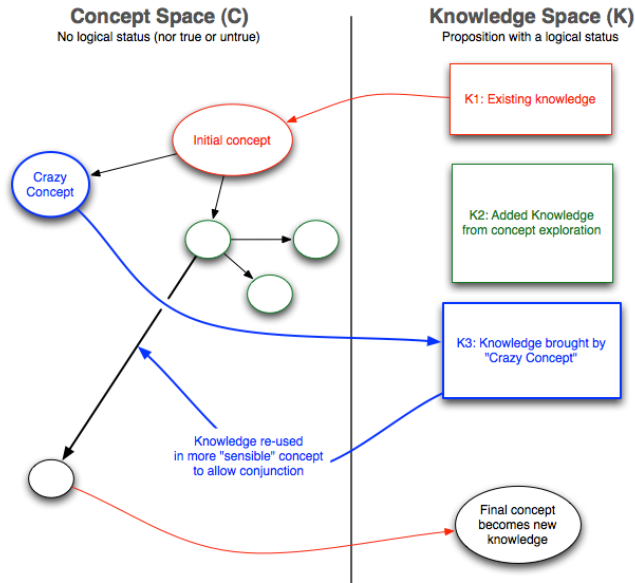 Concept Space (C)
No logical status (nor true or untrue)
Knowledge Space (K)
Proposition with a logical status
K1: Existing knowledge
Initial concept
Crazy
Concept
K2: Added Knowledge
from concept exploration
K3: Knowledge brought by
"Crazy Concept"
Knowledge re-used
in more "sensible" concept
to allow conjunction
Final concept
becomes new
knowledge